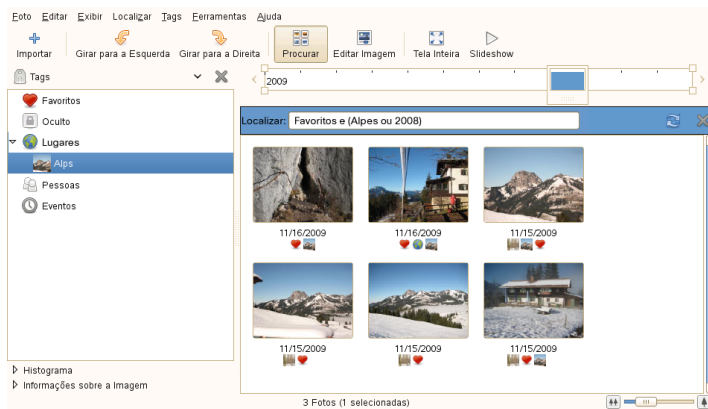 Foto Editar Exibir Localizar Tags Ferramentas Ajuda
Importar Girar para a Esquerda Girar para a Direita Procurar Editar Imagem Tela Inteira Slideshow
Tags
2009
Favoritos
Oculto
Lugares
Alps
Pessoas
Eventos
Localizar: Favoritos e (Alpes ou 2008)
11/16/2009 11/16/2009 11/15/2009
11/15/2009 11/15/2009 11/15/2009
Histograma
Informações sobre a Imagem
3 Fotos (1 selecionadas)